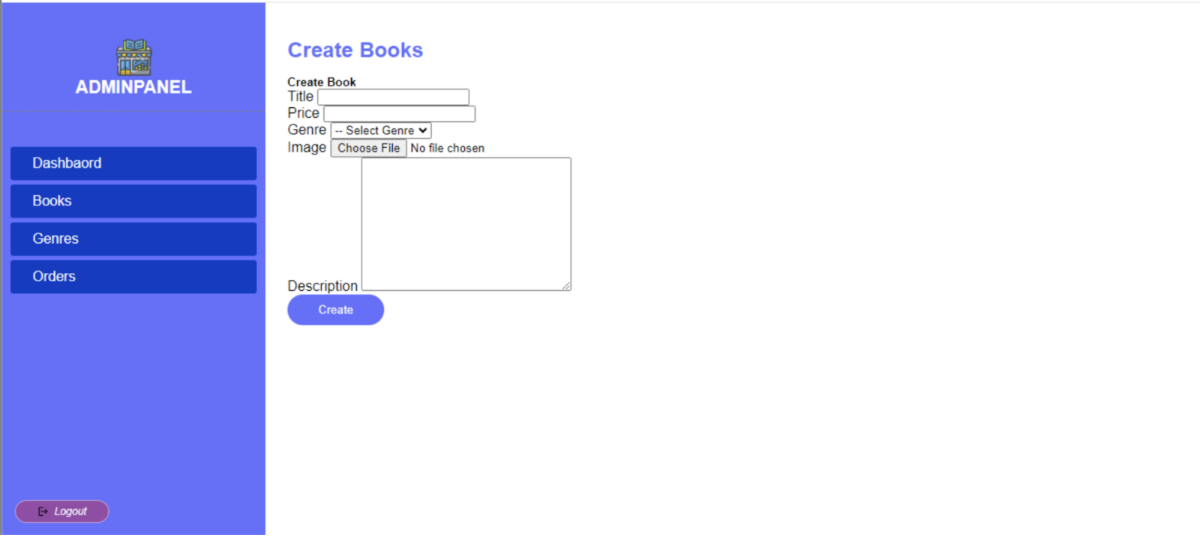 ADMINPANEL
Dashbaord
Books
Genres
Orders
Logout
Create Books
Create Book
Title
Price
Genre -- Select Genre
Image Choose File No file chosen
Description
Create